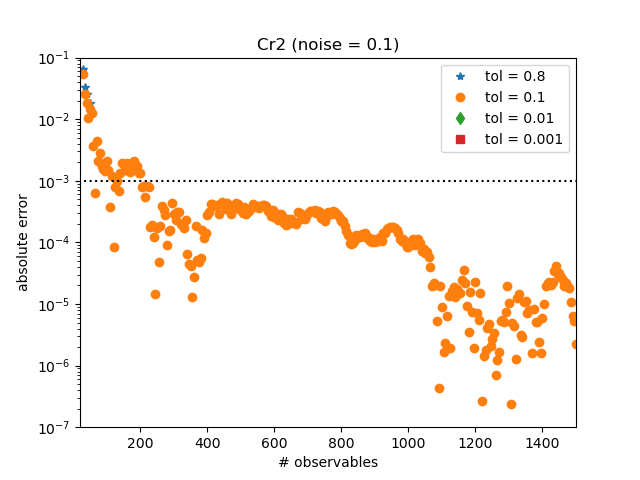 Cr2 (noise = 0.1)
tol = 0.8
tol = 0.1
tol = 0.01
tol = 0.001
absolute error
10⁻¹
10⁻²
10⁻³
10⁻⁴
10⁻⁵
10⁻⁶
10⁻⁷
200 400 600 800 1000 1200 1400
# observables